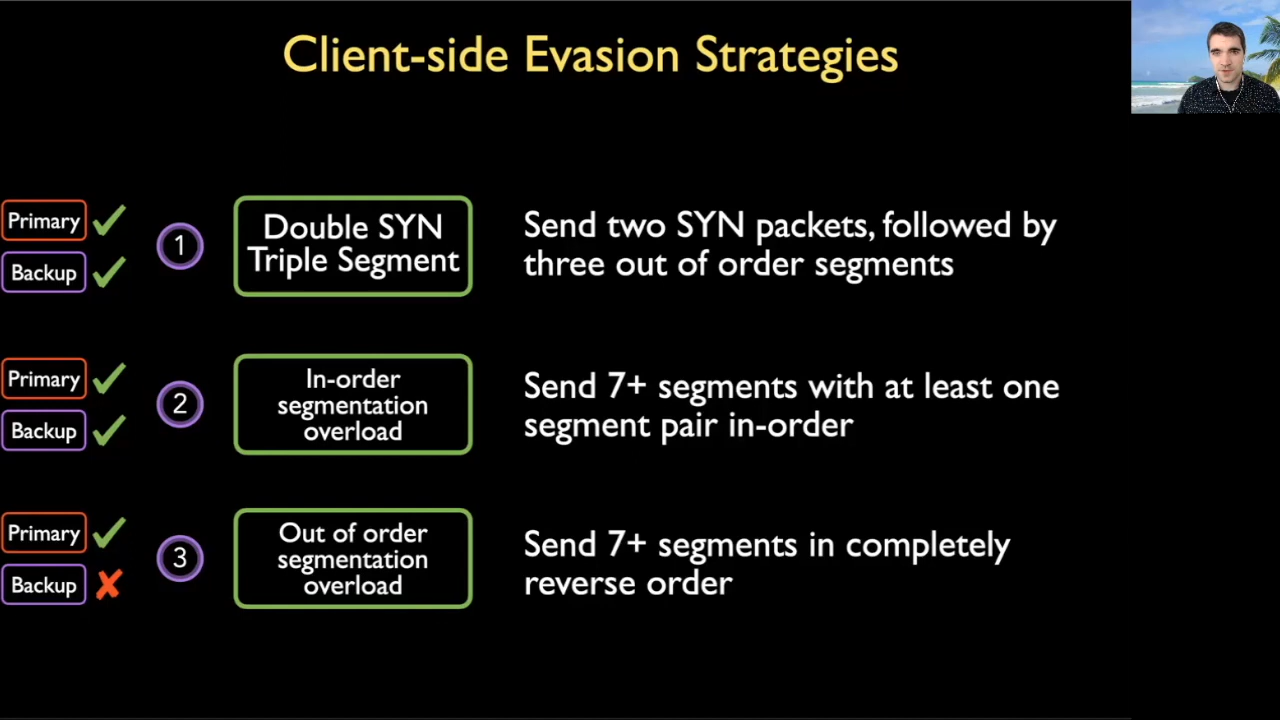 Client-side Evasion Strategies
Primary
Backup
1
Double SYN
Triple Segment
Send two SYN packets, followed by
three out of order segments
Primary
Backup
2
In-order
segmentation
overload
Send 7+ segments with at least one
segment pair in-order
Primary
Backup
3
Out of order
segmentation
overload
Send 7+ segments in completely
reverse order